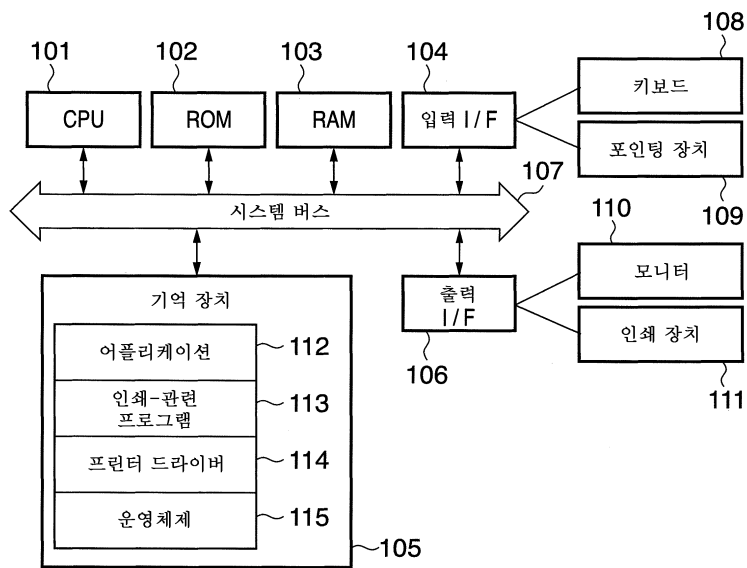 101
102
103
104
108
CPU
ROM
RAM
입력 I/F
키보드
포인팅 장치
109
107
시스템 버스
110
기억 장치
출력
I/F
모니터
인쇄 장치
106
111
어플리케이션
112
인쇄-관련
프로그램
113
프린터 드라이버
114
운영체제
115
105